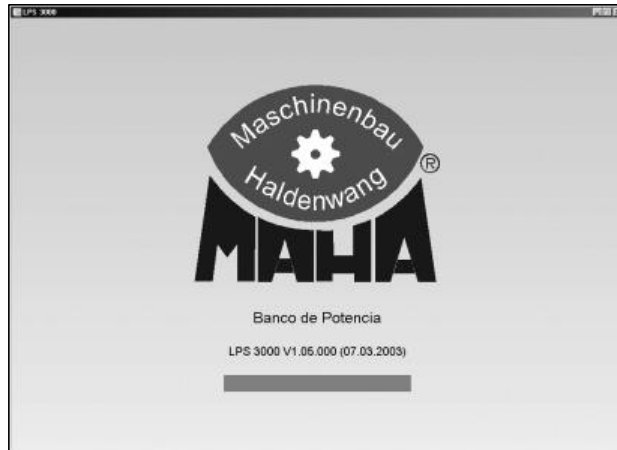 LPS 3000
Maschinenbau
Haldenwang
®
MAHA
Banco de Potencia
LPS 3000 V1.05.000 (07.03.2003)